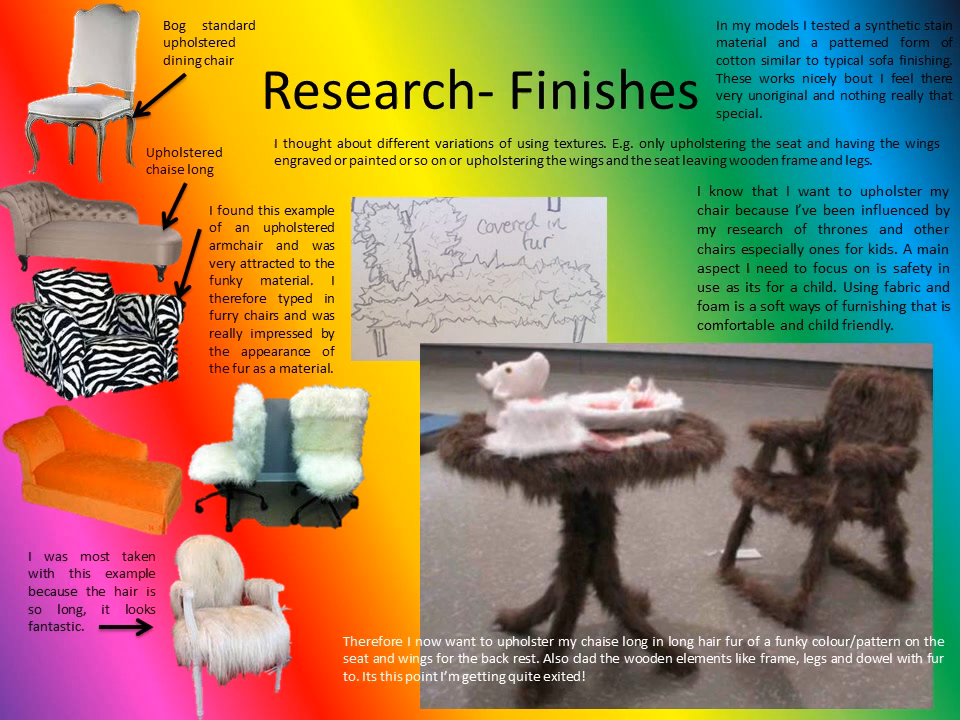 Bog standard
upholstered
dining chair
Research- Finishes
In my models I tested a synthetic stain
material and a patterned form of
cotton similar to typical sofa finishing.
These works nicely bout I feel there
very unoriginal and nothing really that
special.
I thought about different variations of using textures. E.g. only upholstering the seat and having the wings
engraved or painted or so on or upholstering the wings and the seat leaving wooden frame and legs.
Upholstered
chaise long
I found this example
of an upholstered
armchair and was
very attracted to the
funky material. I
therefore typed in
furry chairs and was
really impressed by
the appearance of
the fur as a material.
covered in
fur
I know that I want to upholster my
chair because I’ve been influenced by
my research of thrones and other
chairs especially ones for kids. A main
aspect I need to focus on is safety in
use as its for a child. Using fabric and
foam is a soft ways of furnishing that is
comfortable and child friendly.
I was most taken
with this example
because the hair is
so long, it looks
fantastic.
Therefore I now want to upholster my chaise long in long hair fur of a funky colour/pattern on the
seat and wings for the back rest. Also clad the wooden elements like frame, legs and dowel with fur
to. Its this point I’m getting quite exited!